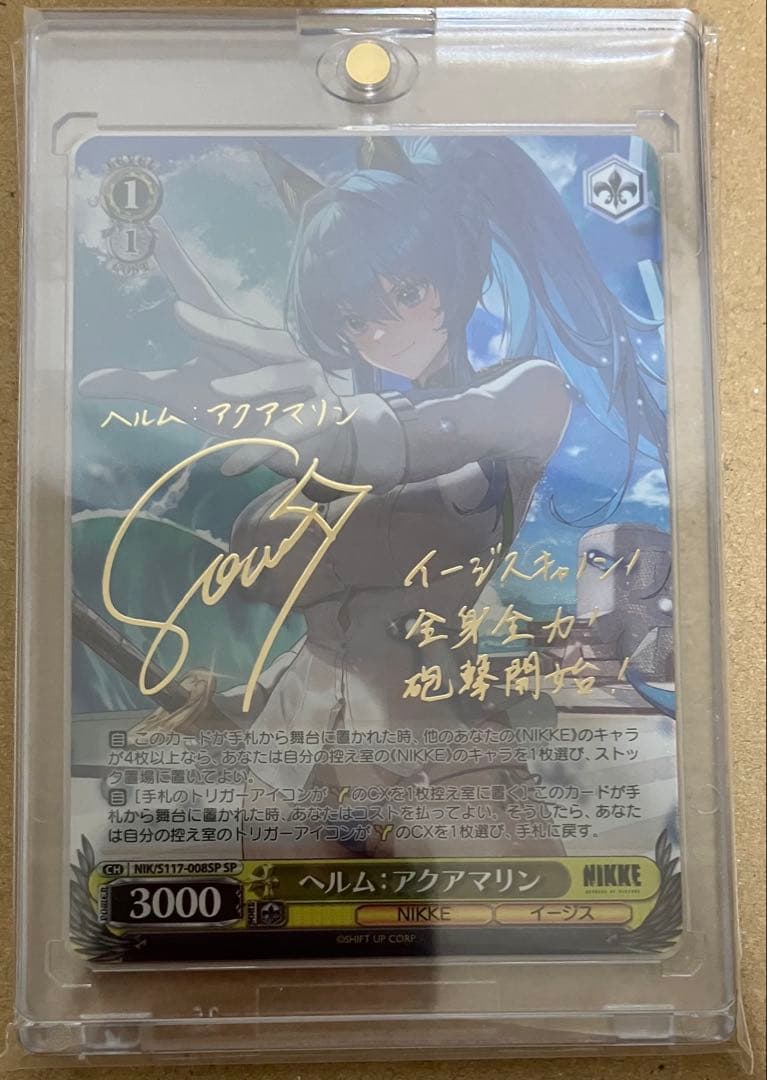 LEVEL
1
1
COST
ヘルム：アクアマリン
イージスキャノン！
全身全力！
砲撃開始！
自 このカードが手札から舞台に置かれた時、他のあなたの《NIKKE》のキャラ
が4枚以上なら、あなたは自分の控え室の《NIKKE》のキャラを1枚選び、ストッ
ク置場に置いてよい。
自 ［手札のトリガーアイコンが のCXを1枚控え室に置く］ このカードが手
札から舞台に置かれた時、あなたはコストを払ってよい。そうしたら、あなた
は自分の控え室のトリガーアイコンが のCXを1枚選び、手札に戻す。
CH NIK/S117-008SP SP
ヘルム：アクアマリン
NIKKE
POWER 3000 SOUL
NIKKE イージス
©SHIFT UP CORP.